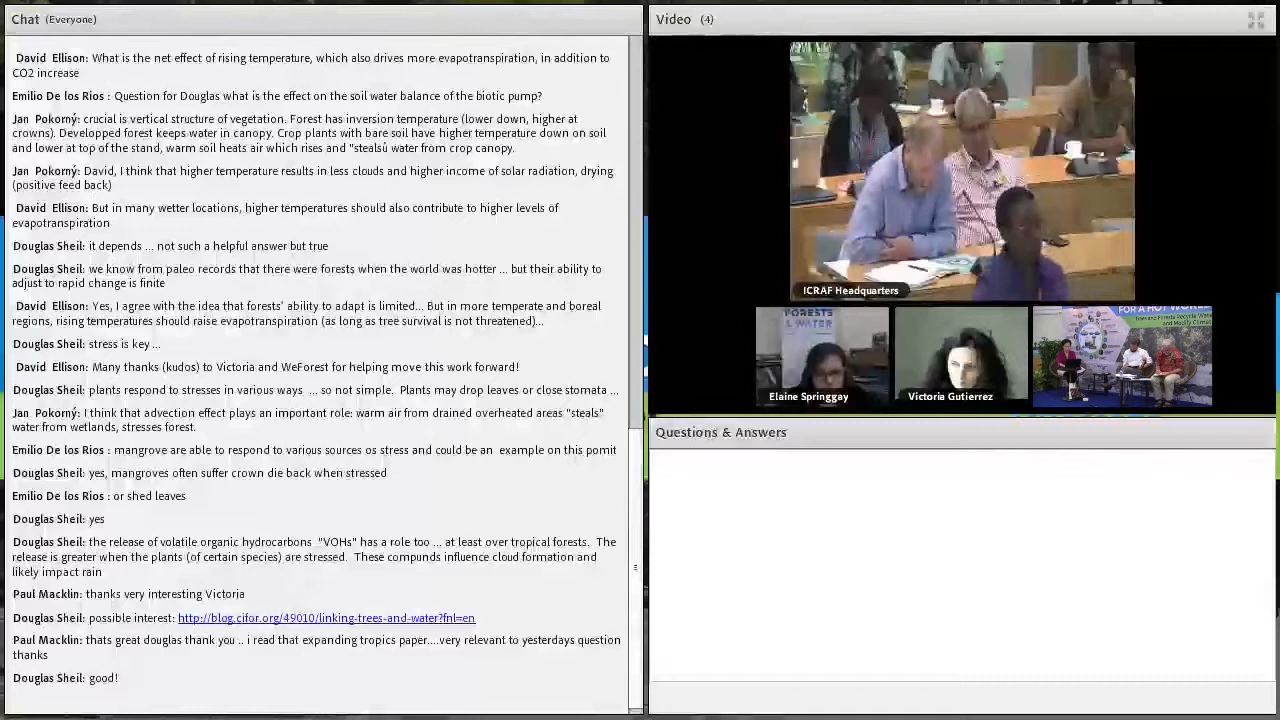 Chat (Everyone)
David Ellison: What is the net effect of rising temperature, which also drives more evapotranspiration, in addition to
CO2 increase
Emilio De los Rios : Question for Douglas what is the effect on the soil water balance of the biotic pump?
Jan Pokorný: crucial is vertical structure of vegetation. Forest has inversion temperature (lower down, higher at
crowns). Developped forest keeps water in canopy. Crop plants with bare soil have higher temperature down on soil
and lower at top of the stand, warm soil heats air which rises and "stealsů water from crop canopy.
Jan Pokorný: David, I think that higher temperature results in less clouds and higher income of solar radiation, drying
(positive feed back)
David Ellison: But in many wetter locations, higher temperatures should also contribute to higher levels of
evapotranspiration
Douglas Sheil: it depends ... not such a helpful answer but true
Douglas Sheil: we know from paleo records that there were forests when the world was hotter ... but their ability to
adjust to rapid change is finite
David Ellison: Yes, I agree with the idea that forests' ability to adapt is limited... But in more temperate and boreal
regions, rising temperatures should raise evapotranspiration (as long as tree survival is not threatened)...
Douglas Sheil: stress is key ...
David Ellison: Many thanks (kudos) to Victoria and WeForest for helping move this work forward!
Douglas Sheil: plants respond to stresses in various ways ... so not simple. Plants may drop leaves or close stomata ...
Jan Pokorný: I think that advection effect plays an important role: warm air from drained overheated areas "steals"
water from wetlands, stresses forest.
Emilio De los Rios : mangrove are able to respond to various sources os stress and could be an example on this pomit
Douglas Sheil: yes, mangroves often suffer crown die back when stressed
Emilio De los Rios : or shed leaves
Douglas Sheil: yes
Douglas Sheil: the release of volatile organic hydrocarbons "VOHs" has a role too ... at least over tropical forests. The
release is greater when the plants (of certain species) are stressed. These compunds influence cloud formation and
likely impact rain
Paul Macklin: thanks very interesting Victoria
Douglas Sheil: possible interest: http://blog.cifor.org/49010/linking-trees-and-water?fnl=en
Paul Macklin: thats great douglas thank you .. i read that expanding tropics paper....very relevant to yesterdays question
thanks
Douglas Sheil: good!
Video (4)
ICRAF Headquarters
FORESTS
& WATER
Elaine Springgay
Victoria Gutierrez
FOR A HOT WORLD
Trees and Forests Recycle Water
and Modify Climate
Questions & Answers